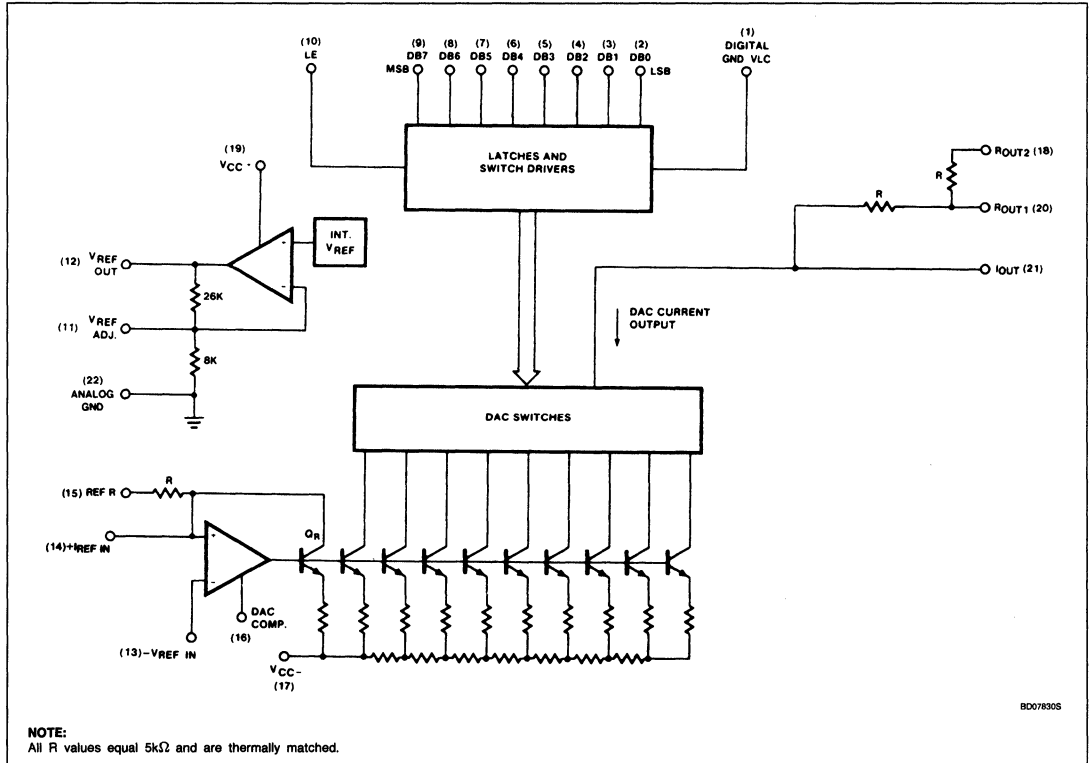 (10)
LE
(9) (8) (7) (6) (5) (4) (3) (2)
MSB DB7 DB6 DB5 DB4 DB3 DB2 DB1 DB0 LSB
(1)
DIGITAL
GND VLC
LATCHES AND
SWITCH DRIVERS
(19)
VCC -
INT.
VREF
(12) VREF
OUT
26K
(11) VREF
ADJ.
8K
(22)
ANALOG
GND
ROUT2 (18)
R
R
ROUT1 (20)
IOUT (21)
DAC CURRENT
OUTPUT
DAC SWITCHES
(15) REF R
R
(14)+IREF IN
+
-
QR
DAC
COMP.
(16)
(13)-VREF IN
VCC-
(17)
BD07830S
NOTE:
All R values equal 5kΩ and are thermally matched.